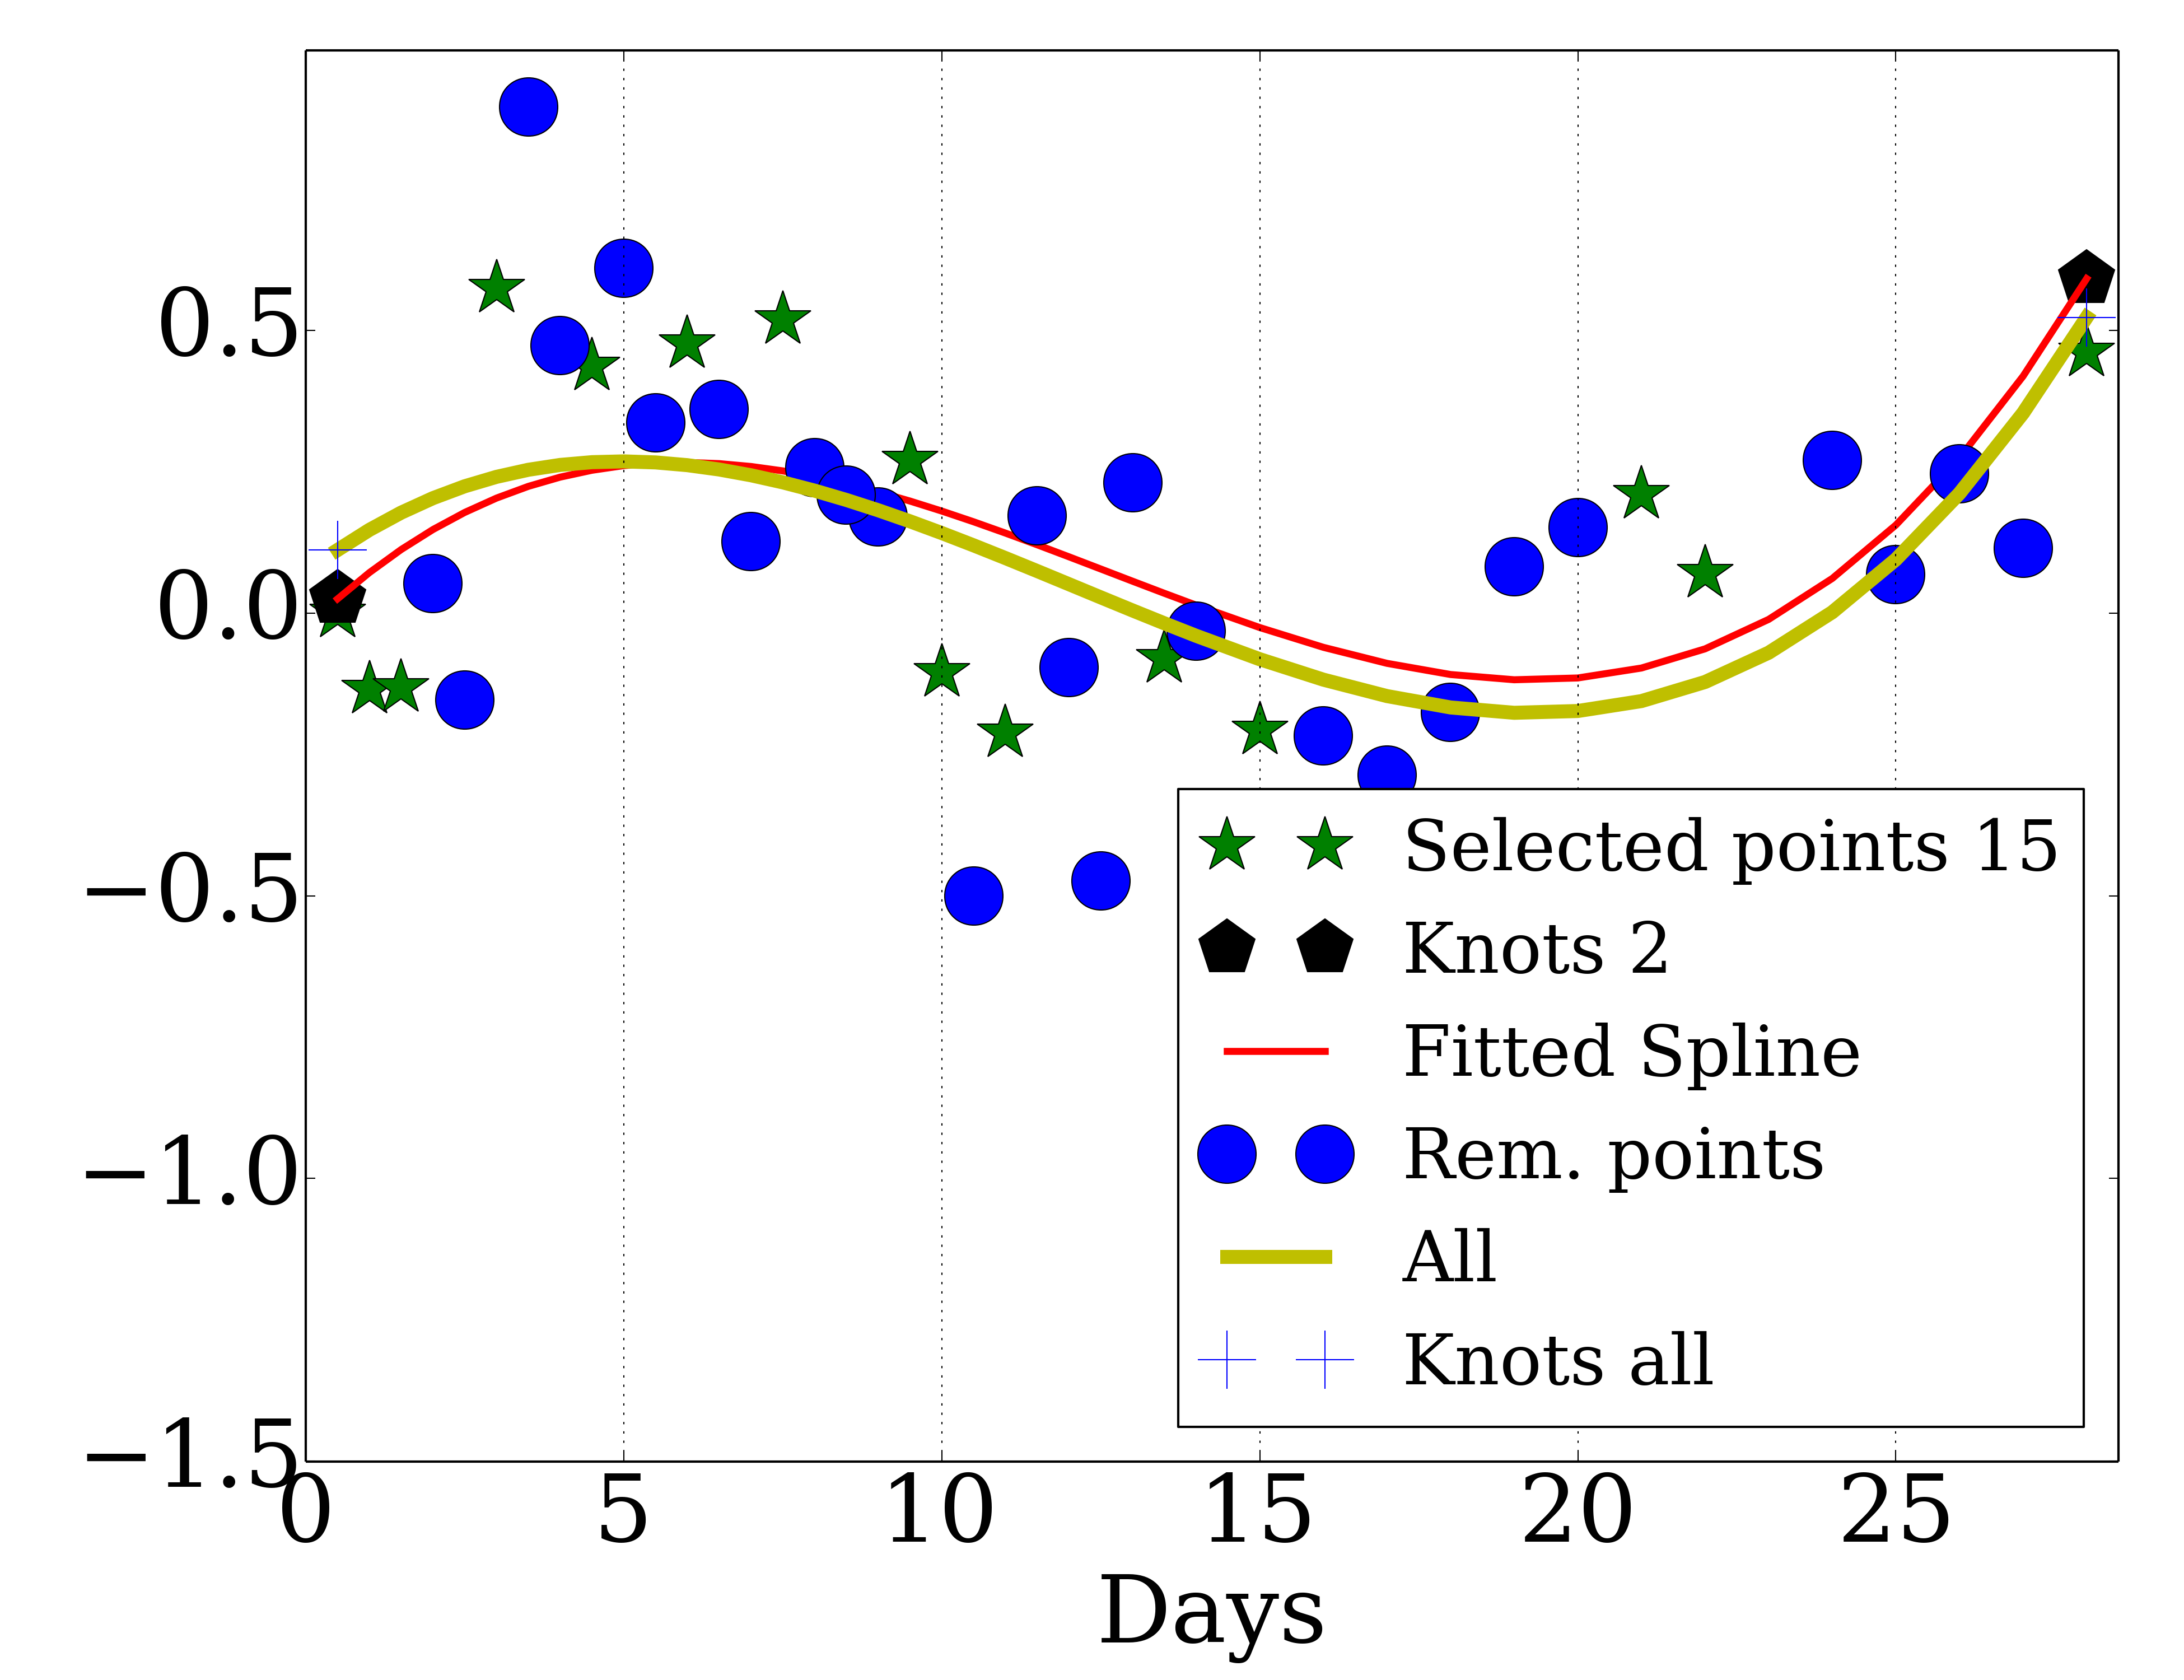 0.5
0.0
−0.5
−1.0
−1.5
0 5 10 15 20 25
Days
Selected points 15
Knots 2
Fitted Spline
Rem. points
All
Knots all